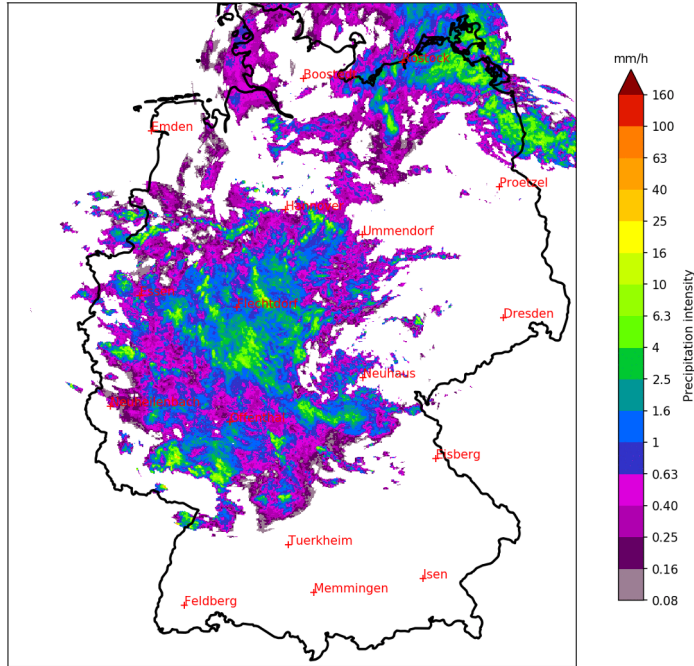 mm/h
Boostedt
Emden
Proetzel
Ummendorf
Dresden
Neuhaus
Eisberg
Tuerkheim
Isen
Memmingen
Feldberg
160
100
63
40
25
16
10
6.3
4
2.5
1.6
1
0.63
0.40
0.25
0.16
0.08
Precipitation intensity